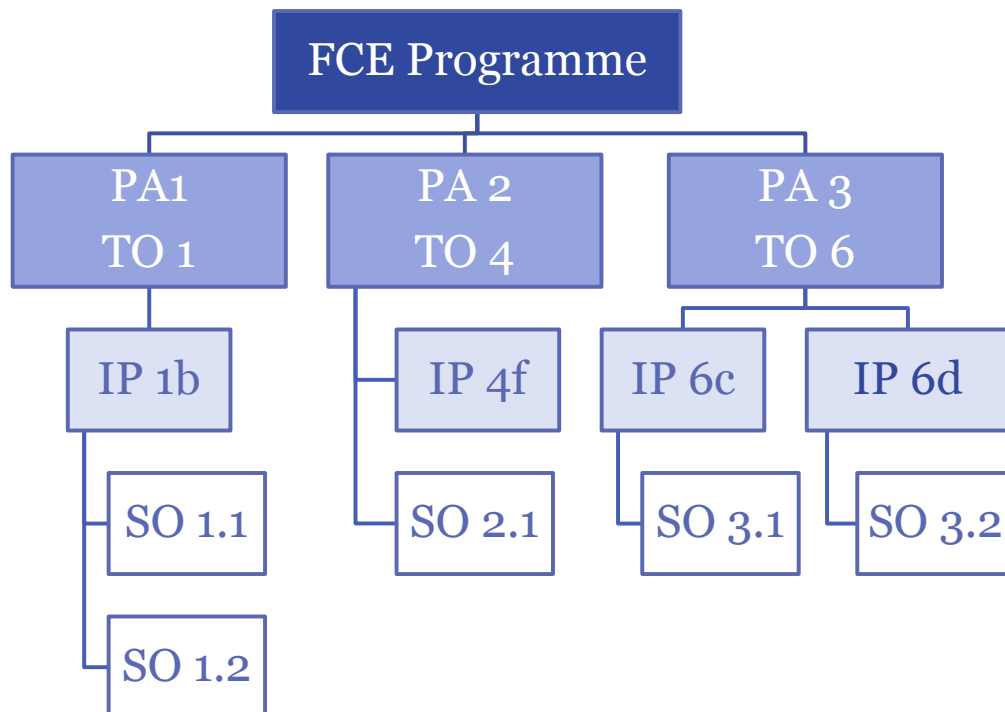 FCE Programme
PA1
TO 1
PA 2
TO 4
PA 3
TO 6
IP 1b
IP 4f
IP 6c
IP 6d
SO 1.1
SO 2.1
SO 3.1
SO 3.2
SO 1.2